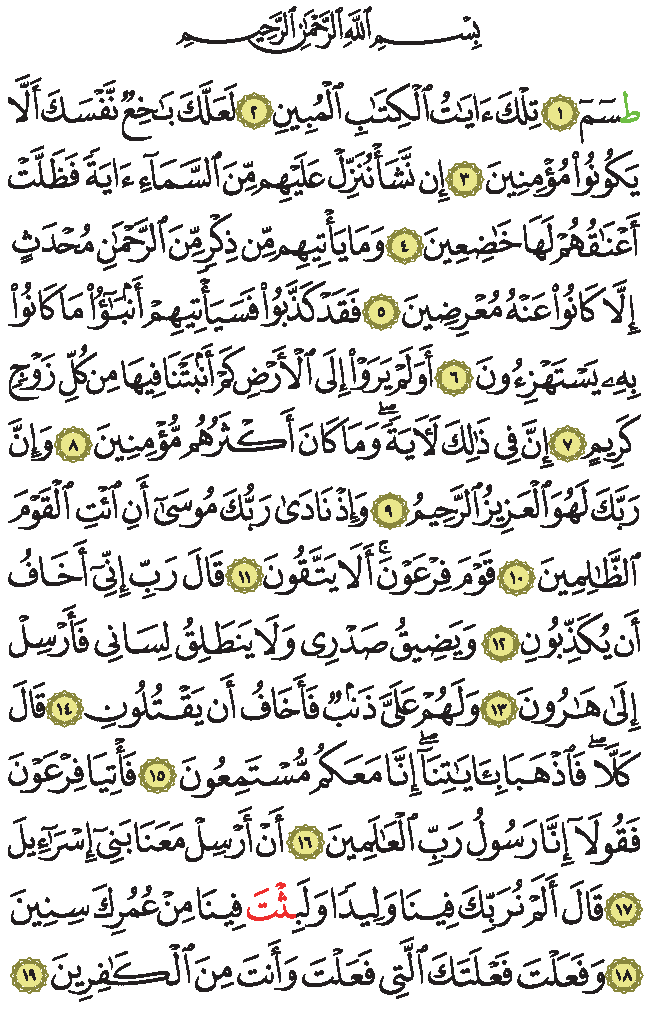 بِسْمِ ٱللَّهِ ٱلرَّحْمَٰنِ ٱلرَّحِيمِ
طسٓمٓ ١ تِلْكَ ءَايَٰتُ ٱلْكِتَٰبِ ٱلْمُبِينِ ٢ لَعَلَّكَ بَٰخِعٌ نَّفْسَكَ أَلَّا
يَكُونُوا۟ مُؤْمِنِينَ ٣ إِن نَّشَأْ نُنَزِّلْ عَلَيْهِم مِّنَ ٱلسَّمَآءِ ءَايَةً فَظَلَّتْ
أَعْنَٰقُهُمْ لَهَا خَٰضِعِينَ ٤ وَمَا يَأْتِيهِم مِّن ذِكْرٍ مِّنَ ٱلرَّحْمَٰنِ مُحْدَثٍ
إِلَّا كَانُوا۟ عَنْهُ مُعْرِضِينَ ٥ فَقَدْ كَذَّبُوا۟ فَسَيَأْتِيهِمْ أَنۢبَٰٓؤُا۟ مَا كَانُوا۟
بِهِۦ يَسْتَهْزِءُونَ ٦ أَوَلَمْ يَرَوْا۟ إِلَى ٱلْأَرْضِ كَمْ أَنۢبَتْنَا فِيهَا مِن كُلِّ زَوْجٍ
كَرِيمٍ ٧ إِنَّ فِى ذَٰلِكَ لَءَايَةً ۖ وَمَا كَانَ أَكْثَرُهُم مُّؤْمِنِينَ ٨ وَإِنَّ
رَبَّكَ لَهُوَ ٱلْعَزِيزُ ٱلرَّحِيمُ ٩ وَإِذْ نَادَىٰ رَبُّكَ مُوسَىٰٓ أَنِ ٱئْتِ ٱلْقَوْمَ
ٱلظَّٰلِمِينَ ١٠ قَوْمَ فِرْعَوْنَ ۚ أَلَا يَتَّقُونَ ١١ قَالَ رَبِّ إِنِّىٓ أَخَافُ
أَن يُكَذِّبُونِ ١٢ وَيَضِيقُ صَدْرِى وَلَا يَنطَلِقُ لِسَانِى فَأَرْسِلْ
إِلَىٰ هَٰرُونَ ١٣ وَلَهُمْ عَلَىَّ ذَنۢبٌ فَأَخَافُ أَن يَقْتُلُونِ ١٤ قَالَ
كَلَّا ۖ فَٱذْهَبَا بِـَٔايَٰتِنَآ ۖ إِنَّا مَعَكُم مُّسْتَمِعُونَ ١٥ فَأْتِيَا فِرْعَوْنَ
فَقُولَآ إِنَّا رَسُولُ رَبِّ ٱلْعَٰلَمِينَ ١٦ أَنْ أَرْسِلْ مَعَنَا بَنِىٓ إِسْرَٰٓءِيلَ
١٧ قَالَ أَلَمْ نُرَبِّكَ فِينَا وَلِيدًا وَلَبِثْتَ فِينَا مِنْ عُمُرِكَ سِنِينَ
١٨ وَفَعَلْتَ فَعْلَتَكَ ٱلَّتِى فَعَلْتَ وَأَنتَ مِنَ ٱلْكَٰفِرِينَ ١٩